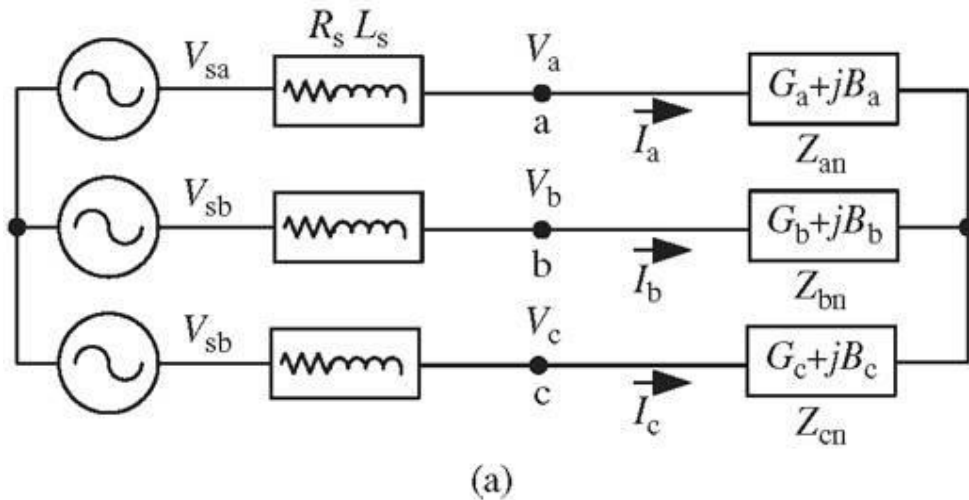 R_s L_s
V_sa V_a
G_a+jB_a
a
I_a Z_an
V_sb V_b
G_b+jB_b
b
I_b Z_bn
V_sb V_c
G_c+jB_c
c
I_c Z_cn
(a)